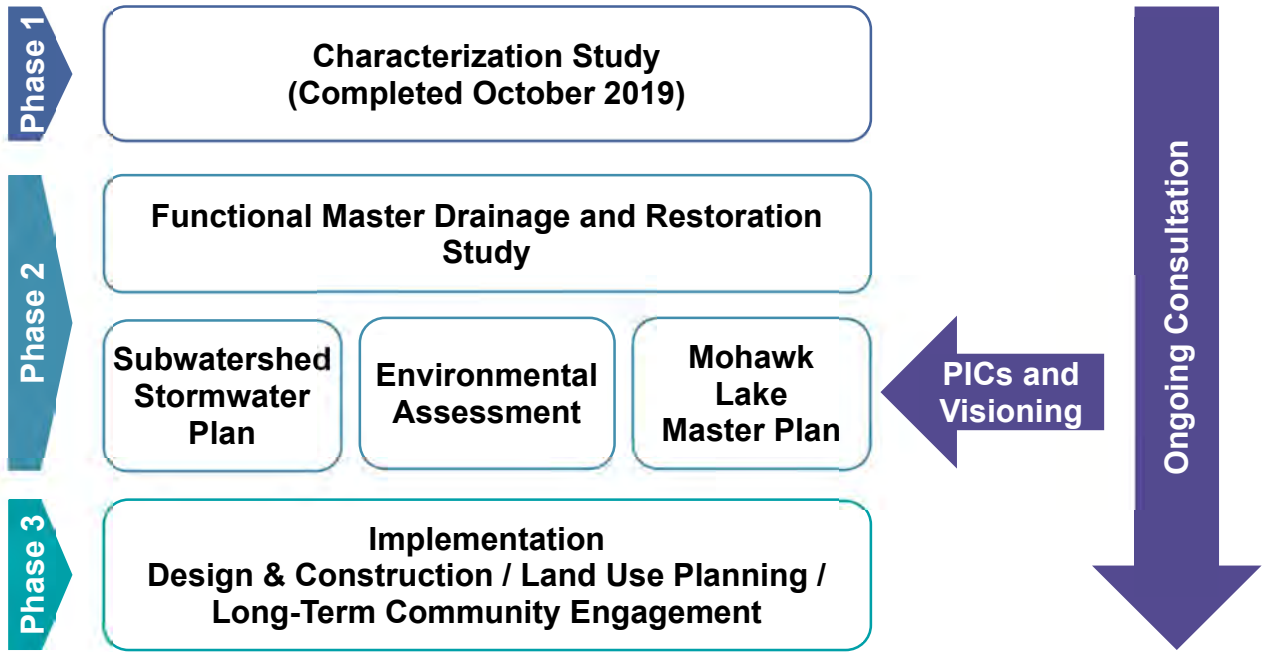 Phase 1
Characterization Study
(Completed October 2019)
Phase 2
Functional Master Drainage and Restoration
Study
Subwatershed
Stormwater
Plan
Environmental
Assessment
Mohawk
Lake
Master Plan
PICs and
Visioning
Ongoing Consultation
Phase 3
Implementation
Design & Construction / Land Use Planning /
Long-Term Community Engagement